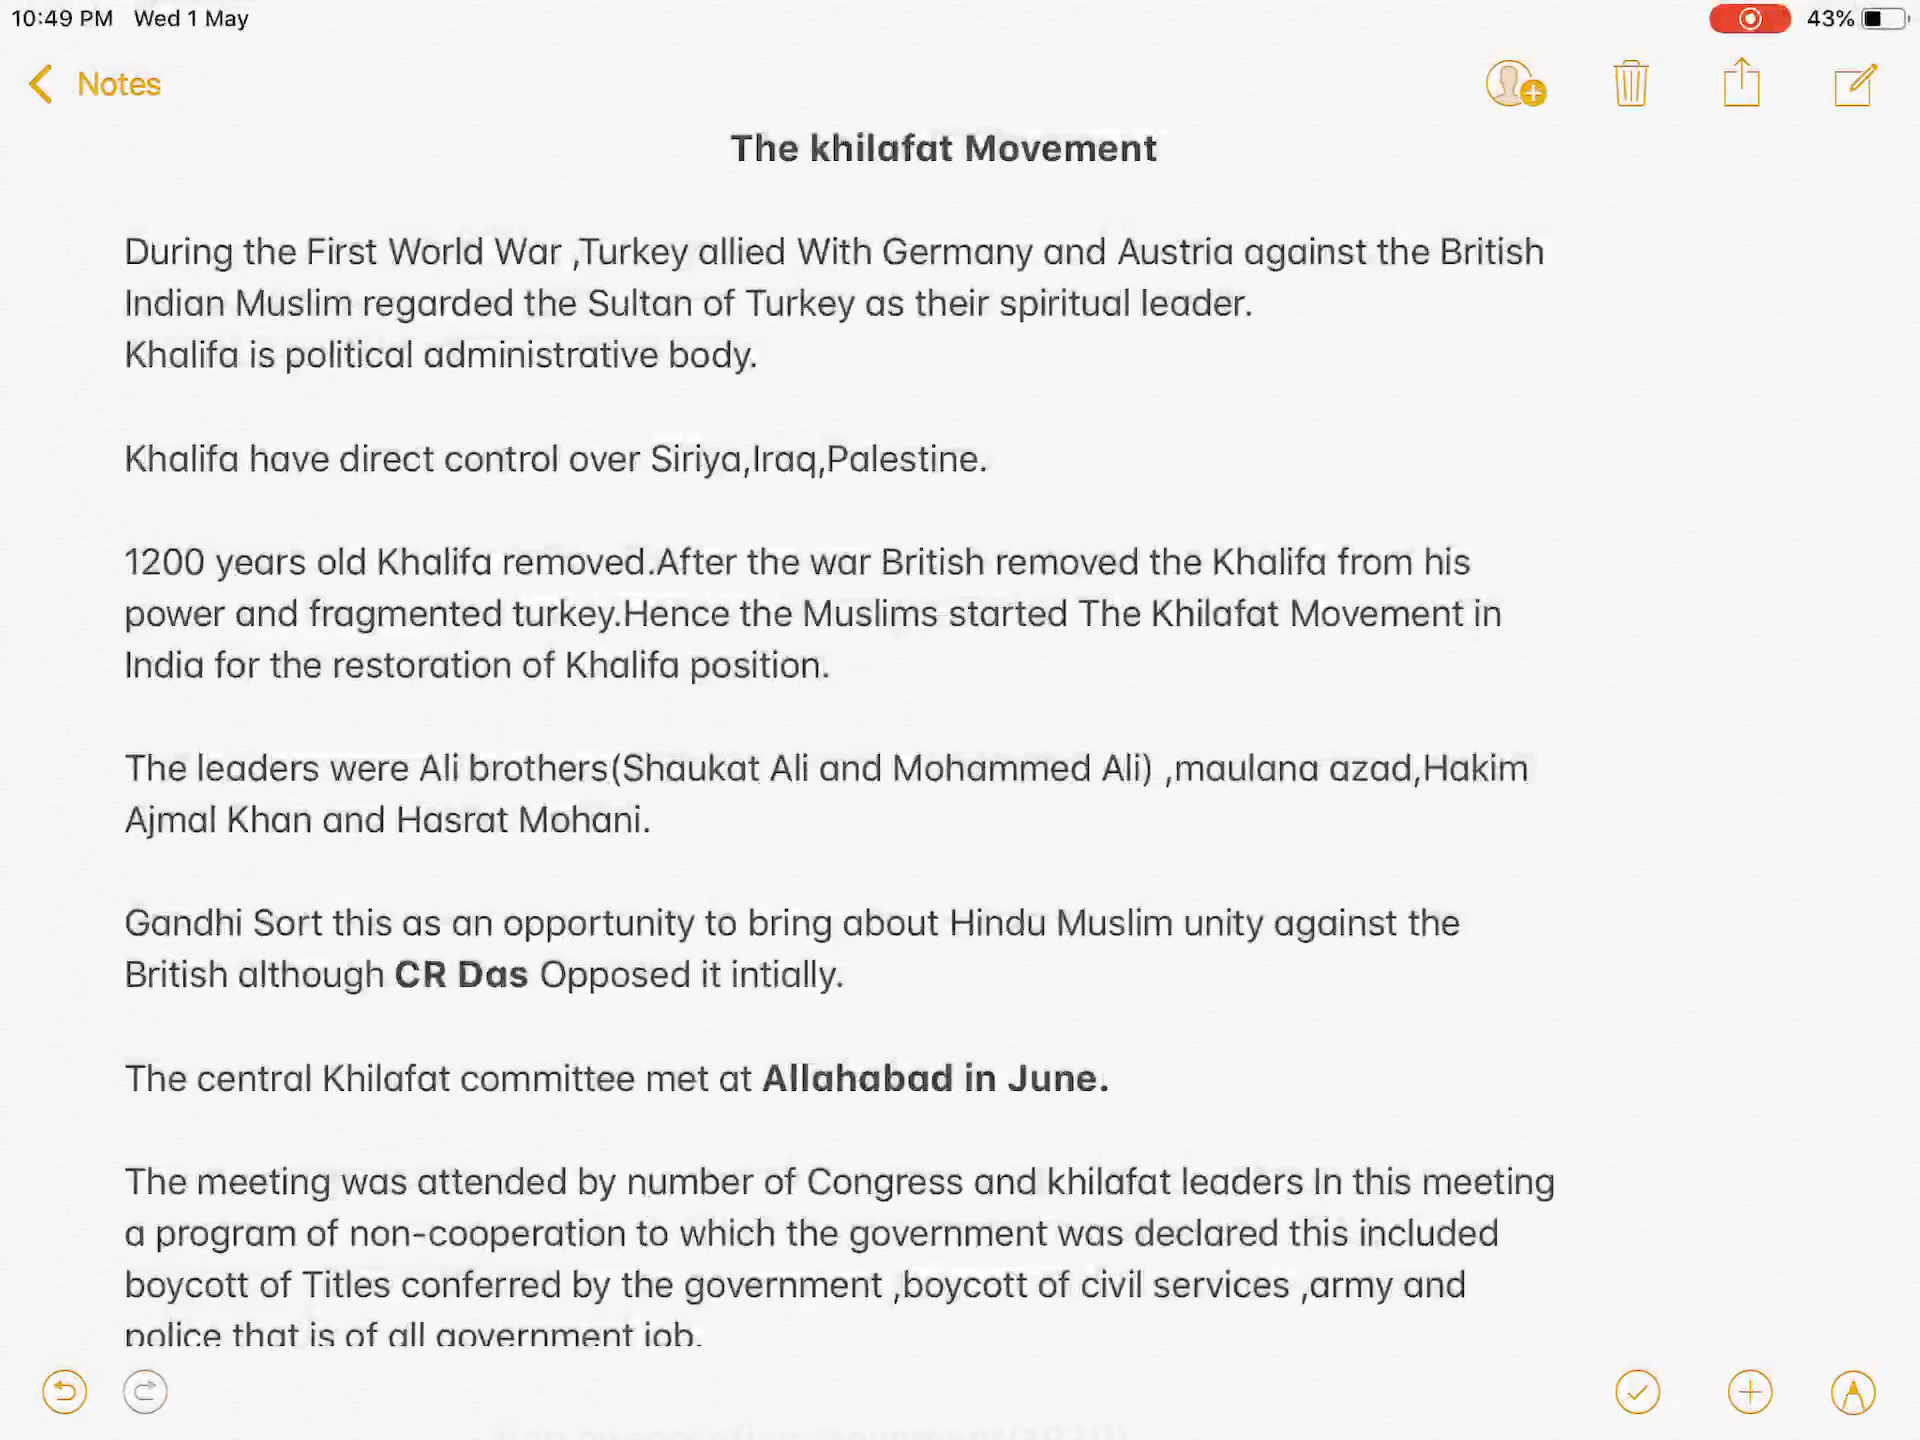 10:49 PM Wed 1 May
43%
Notes
The khilafat Movement
During the First World War ,Turkey allied With Germany and Austria against the British
Indian Muslim regarded the Sultan of Turkey as their spiritual leader.
Khalifa is political administrative body.
Khalifa have direct control over Siriya,Iraq,Palestine.
1200 years old Khalifa removed.After the war British removed the Khalifa from his
power and fragmented turkey.Hence the Muslims started The Khilafat Movement in
India for the restoration of Khalifa position.
The leaders were Ali brothers(Shaukat Ali and Mohammed Ali) ,maulana azad,Hakim
Ajmal Khan and Hasrat Mohani.
Gandhi Sort this as an opportunity to bring about Hindu Muslim unity against the
British although CR Das Opposed it intially.
The central Khilafat committee met at Allahabad in June.
The meeting was attended by number of Congress and khilafat leaders In this meeting
a program of non-cooperation to which the government was declared this included
boycott of Titles conferred by the government ,boycott of civil services ,army and
police that is of all government job.